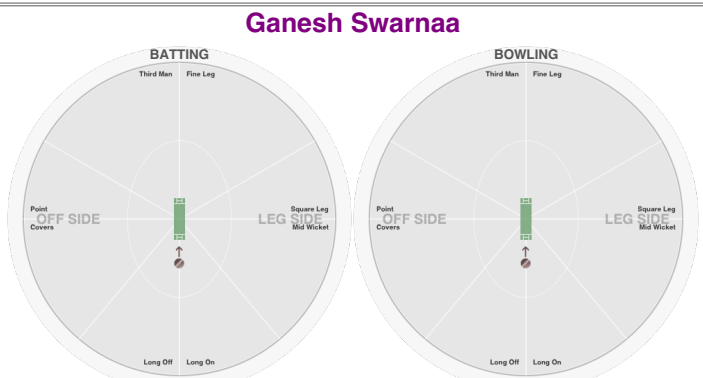 Ganesh Swarnaa
BATTING
Third Man Fine Leg
Point
OFF SIDE
Covers
Square Leg
LEG SIDE
Mid Wicket
Long Off Long On
BOWLING
Third Man Fine Leg
Point
OFF SIDE
Covers
Square Leg
LEG SIDE
Mid Wicket
Long Off Long On